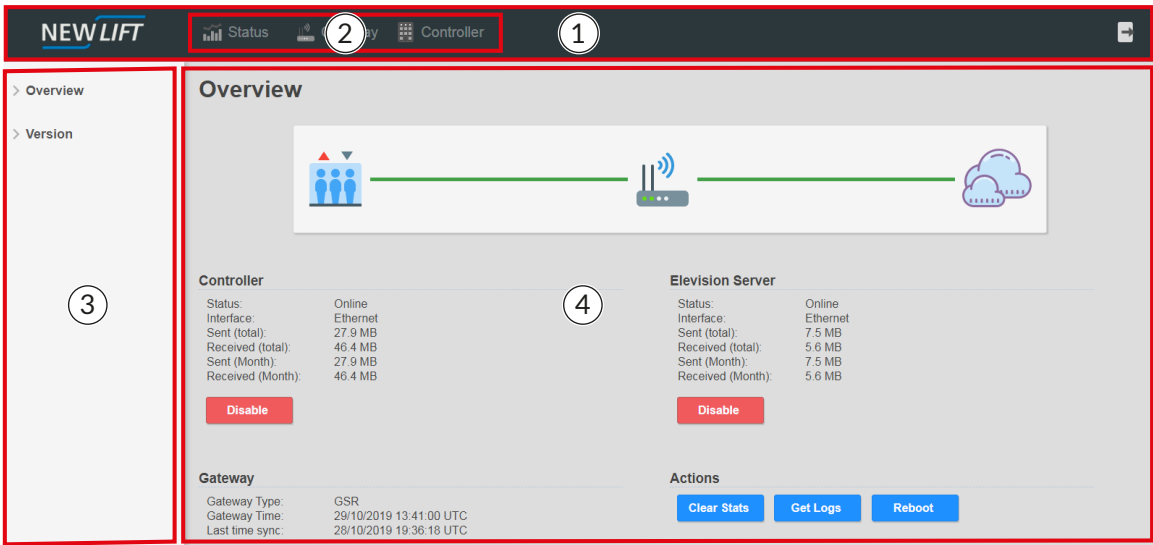 NEW LIFT
Status
Controller
1
2
Overview
Version
3
Overview
4
Controller
Status: Online
Interface: Ethernet
Sent (total): 27.9 MB
Received (total): 46.4 MB
Sent (Month): 27.9 MB
Received (Month): 46.4 MB
Disable
Elevision Server
Status: Online
Interface: Ethernet
Sent (total): 7.5 MB
Received (total): 5.6 MB
Sent (Month): 7.5 MB
Received (Month): 5.6 MB
Disable
Gateway
Gateway Type: GSR
Gateway Time: 29/10/2019 13:41:00 UTC
Last time sync: 28/10/2019 19:36:18 UTC
Actions
Clear Stats Get Logs Reboot